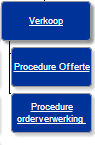 Verkoop
Procedure Offerte
Procedure
orderverwerking